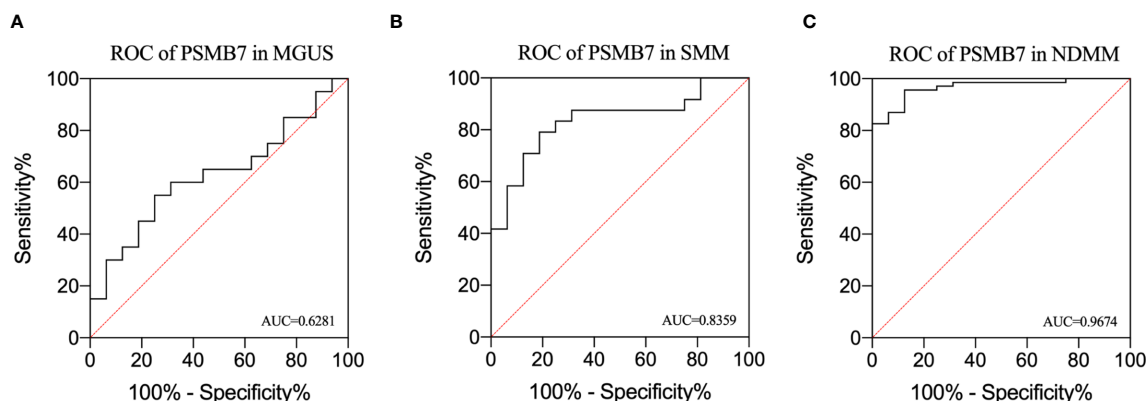 A
ROC of PSMB7 in MGUS
Sensitivity%
100
80
60
40
20
0
AUC=0.6281
0 20 40 60 80 100
100% - Specificity%
B
ROC of PSMB7 in SMM
Sensitivity%
100
80
60
40
20
0
AUC=0.8359
0 20 40 60 80 100
100% - Specificity%
C
ROC of PSMB7 in NDMM
Sensitivity%
100
80
60
40
20
0
AUC=0.9674
0 20 40 60 80 100
100% - Specificity%